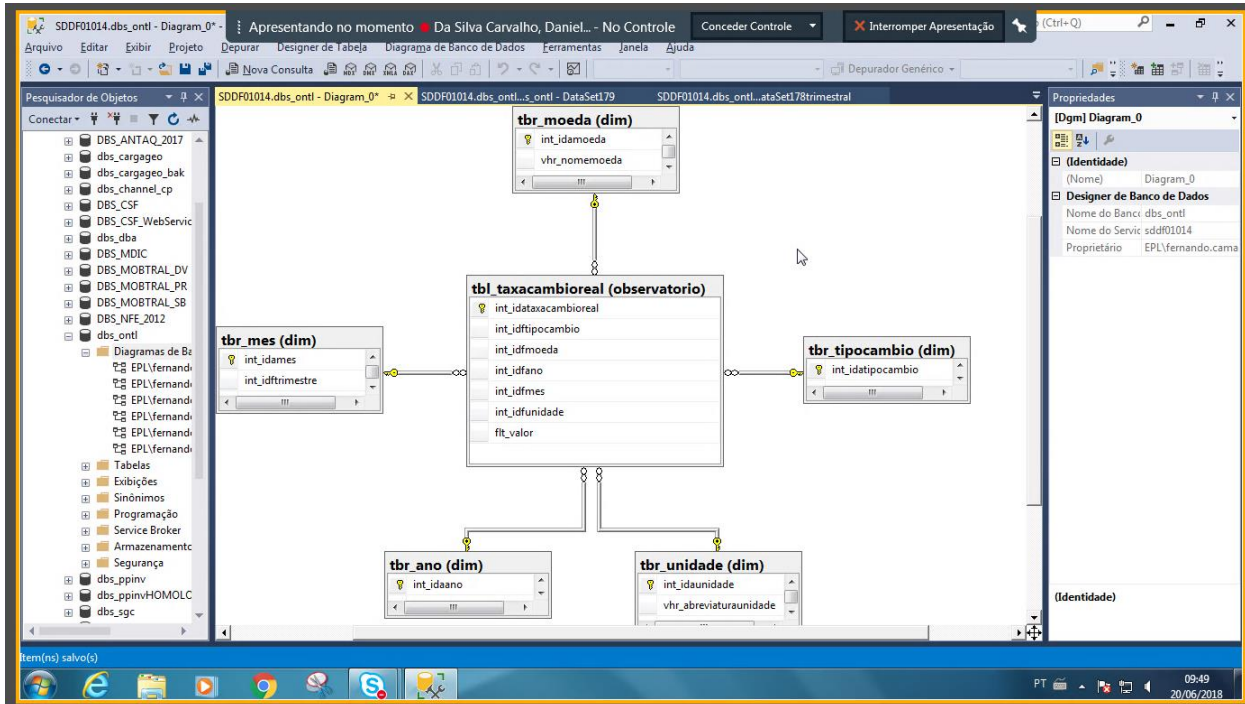 SDDF01014.dbs_ontl - Diagram_0* -
Apresentando no momento Da Silva Carvalho, Daniel... - No Controle
Conceder Controle
Interromper Apresentação
(Ctrl+Q)
Arquivo Editar Exibir Projeto Depurar Designer de Tabela Diagrama de Banco de Dados Ferramentas Janela Ajuda
Nova Consulta
Depurador Genérico
Pesquisador de Objetos
Conectar
DBS_ANTAQ_2017
dbs_cargageo
dbs_cargageo_bak
dbs_channel_cp
DBS_CSF
DBS_CSF_WebServic
dbs_dba
DBS_MDIC
DBS_MOBTRAL_DV
DBS_MOBTRAL_PR
DBS_MOBTRAL_SB
DBS_NFE_2012
dbs_ontl
Diagramas de Ba
EPL\fernand
EPL\fernand
EPL\fernand
EPL\fernand
EPL\fernand
EPL\fernand
Tabelas
Exibições
Sinônimos
Programação
Service Broker
Armazenamento
Segurança
dbs_ppinv
dbs_ppinvHOMOLC
dbs_sgc
SDDF01014.dbs_ontl - Diagram_0*
SDDF01014.dbs_ontl...s_ontl - DataSet179
SDDF01014.dbs_ontl...ataSet178trimestral
tbr_moeda (dim)
int_idamoeda
vhr_nomemoeda
tbl_taxacambioreal (observatorio)
int_idataxacambioreal
int_idftipocambio
int_idfmoeda
int_idfano
int_idfmes
int_idfunidade
flt_valor
tbr_mes (dim)
int_idames
int_idftrimestre
tbr_tipocambio (dim)
int_idatipocambio
tbr_ano (dim)
int_idaano
tbr_unidade (dim)
int_idaunidade
vhr_abreviaturaunidade
Propriedades
[Dgm] Diagram_0
(Identidade)
(Nome) Diagram_0
Designer de Banco de Dados
Nome do Banco dbs_ontl
Nome do Servic sddf01014
Proprietário EPL\fernando.cama
(Identidade)
Item(ns) salvo(s)
PT
09:49
20/06/2018